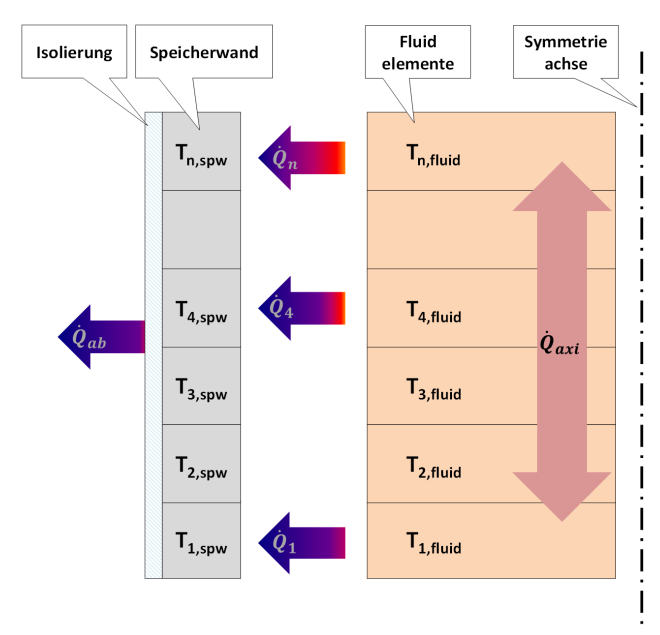 Isolierung
Speicherwand
Fluid
elemente
Symmetrie
achse
Tn,spw
Q̇n
Tn,fluid
T4,spw
Q̇4
T4,fluid
Q̇ab
Q̇axi
T3,spw
T3,fluid
T2,spw
T2,fluid
T1,spw
Q̇1
T1,fluid